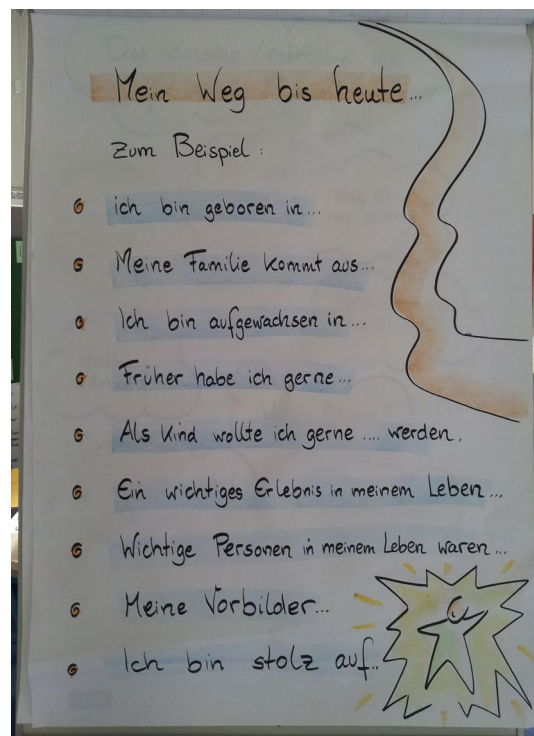 Mein Weg bis heute...
zum Beispiel:
ich bin geboren in...
Meine Familie kommt aus...
Ich bin aufgewachsen in...
Früher habe ich gerne...
Als Kind wollte ich gerne .... werden.
Ein wichtiges Erlebnis in meinem Leben...
Wichtige Personen in meinem Leben waren...
Meine Vorbilder...
Ich bin stolz auf..